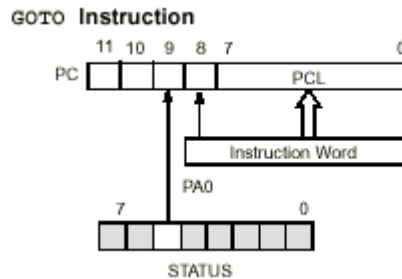 GOTO Instruction
11 10 9 8 7 0
PC PCL
Instruction Word
PA0
7 0
STATUS